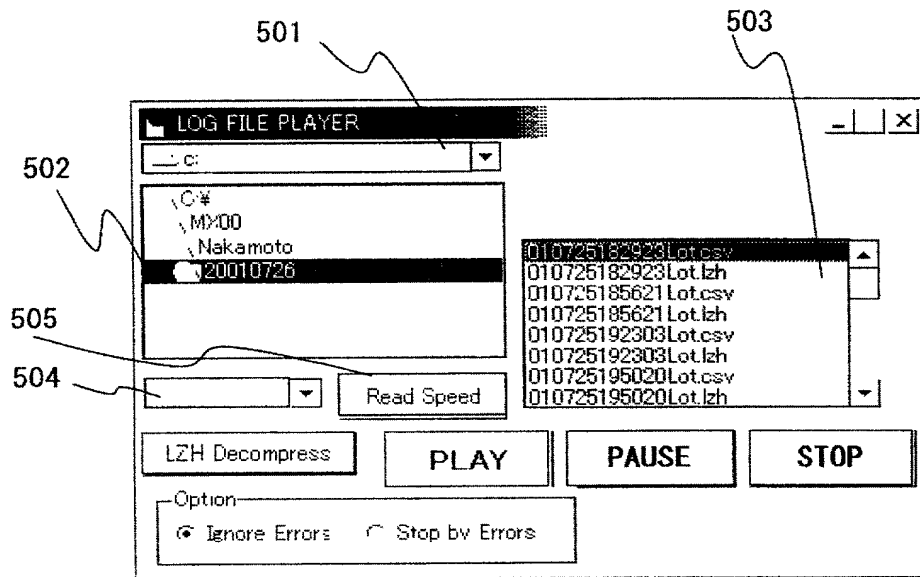 501
503
LOG FILE PLAYER
c:
502
C:¥
MX00
Nakamoto
20010726
010725182923Lot.csv
010725182923Lot.lzh
010725185621Lot.csv
010725185621Lot.lzh
010725192303Lot.csv
010725192303Lot.lzh
010725195020Lot.csv
010725195020Lot.lzh
505
504
Read Speed
LZH Decompress
PLAY
PAUSE
STOP
Option
Ignore Errors
Stop by Errors